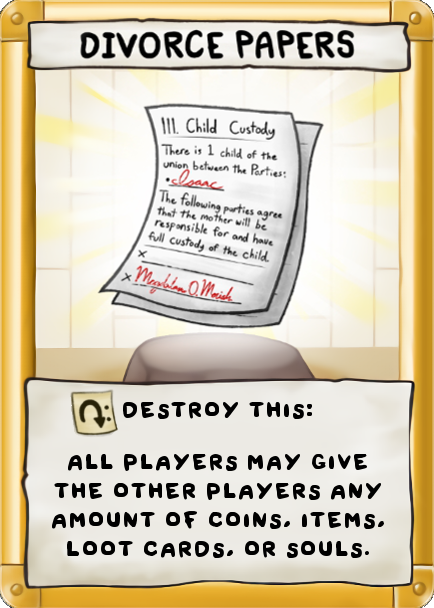 DIVORCE PAPERS
III. Child Custody
There is 1 child of the
union between the Parties:
• Isaac
The following parties agree
that the mother will be
responsible for and have
full custody of the child.
x
x Magdalene O. Moriah
DESTROY THIS:
ALL PLAYERS MAY GIVE
THE OTHER PLAYERS ANY
AMOUNT OF COINS, ITEMS,
LOOT CARDS, OR SOULS.